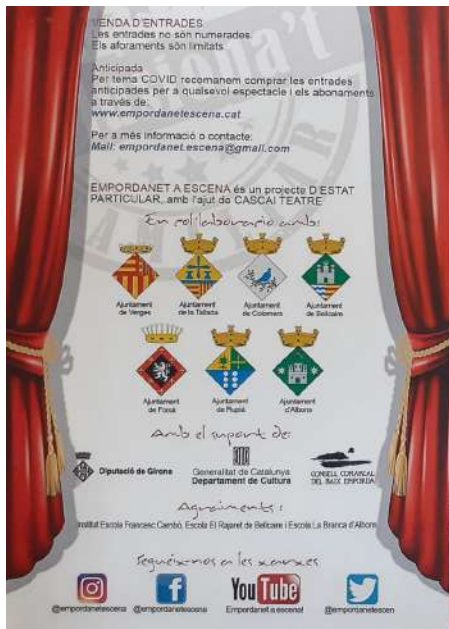 VENDA D'ENTRADES
Les entrades no són numerades.
Els aforaments són limitats
Anticipada
Per tema COVID recomanem comprar les entrades
anticipades per a qualsevol espectacle i els abonaments
a través de:
www.empordanetescena.cat
Per a més informació o contacte:
Mail: empordanet.escena@gmail.com
EMPORDANET A ESCENA és un projecte D'ESTAT
PARTICULAR, amb l'ajut de CASCAI TEATRE
En col·laboració amb:
Ajuntament de Verges
Ajuntament de la Tallada
Ajuntament de Colomers
Ajuntament de Bellcaire
Ajuntament de Foixà
Ajuntament de Rupià
Ajuntament d'Albons
Amb el suport de:
Diputació de Girona
Generalitat de Catalunya
Departament de Cultura
CONSELL COMARCAL
DEL BAIX EMPORDÀ
Agraïments:
Institut Escola Francesc Cambó, Escola El Rajaret de Bellcaire i Escola La Branca d'Albons
Segueix-nos a les xarxes
YouTube
@empordanetescena @empordanetescena Empordanet a escena! @empordanetescen